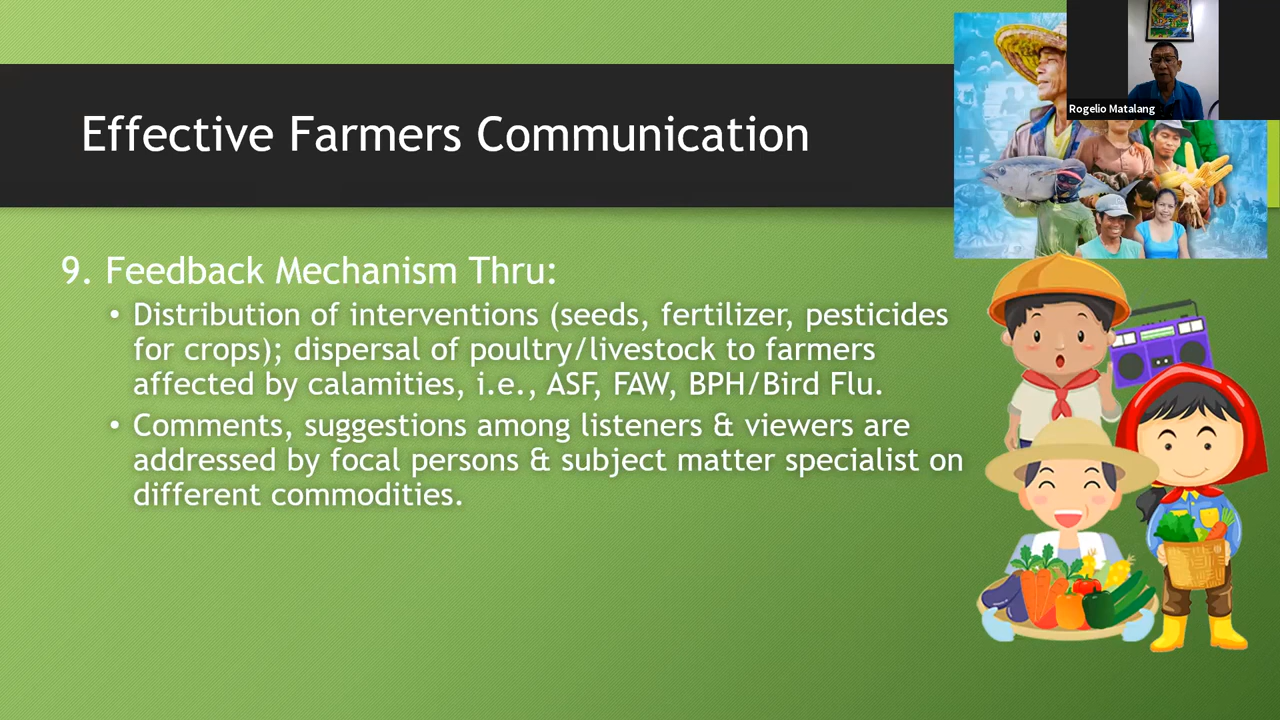 Rogelio Matalang
Effective Farmers Communication
9. Feedback Mechanism Thru:
• Distribution of interventions (seeds, fertilizer, pesticides
for crops); dispersal of poultry/livestock to farmers
affected by calamities, i.e., ASF, FAW, BPH/Bird Flu.
• Comments, suggestions among listeners & viewers are
addressed by focal persons & subject matter specialist on
different commodities.